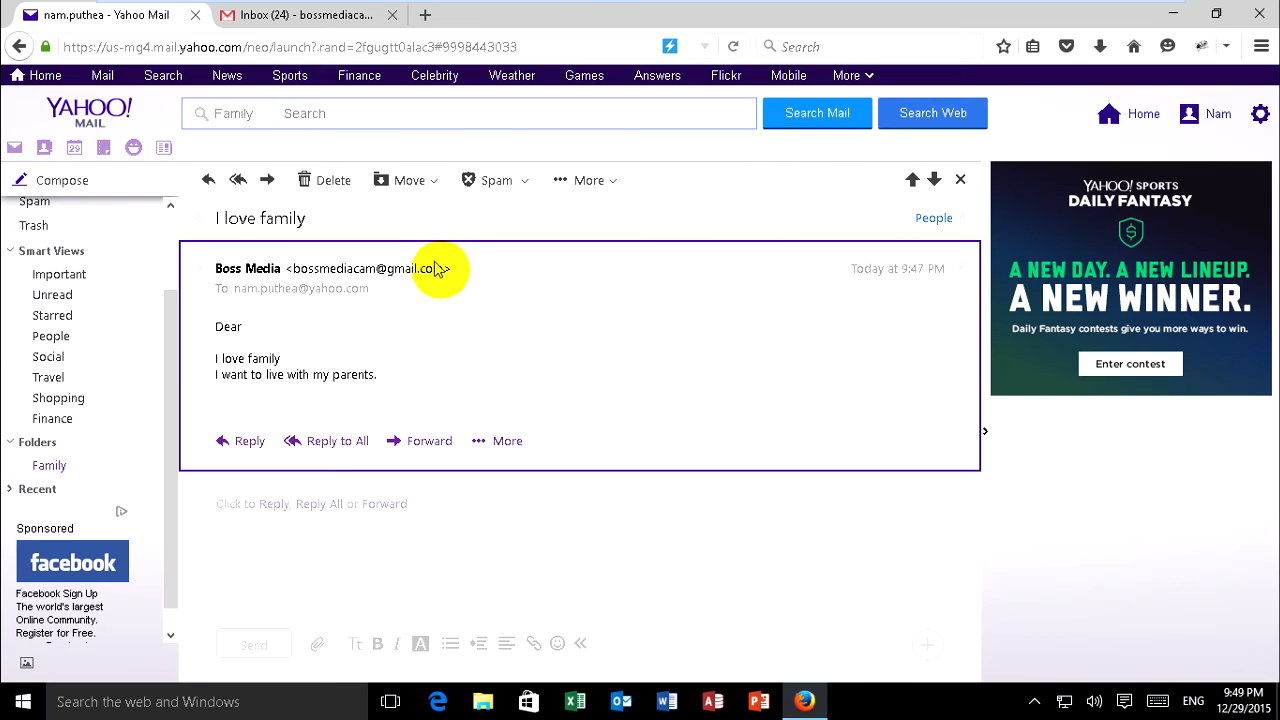 nam.puthea - Yahoo Mail
Inbox (24) - bossmediaca...
https://us-mg4.mail.yahoo.com/neo/launch?.rand=2fgugtt0alac3#9998443033
Search
Home Mail Search News Sports Finance Celebrity Weather Games Answers Flickr Mobile More
YAHOO!
MAIL
Family Search
Search Mail
Search Web
Home
Nam
29
Compose
Delete Move Spam More
Spam
Trash
Smart Views
Important
Unread
Starred
People
Social
Travel
Shopping
Finance
Folders
Family
Recent
Sponsored
facebook
Facebook Sign Up
The world's largest
Online Community.
Register for Free.
I love family
People
Boss Media <bossmediacam@gmail.co
Today at 9:47 PM
To nam.puthea@yahoo.com
Dear
I love family
I want to live with my parents.
Reply Reply to All Forward More
Click to Reply, Reply All or Forward
Send
Tt B I A
YAHOO! SPORTS
DAILY FANTASY
A NEW DAY. A NEW LINEUP.
A NEW WINNER.
Daily Fantasy contests give you more ways to win.
Enter contest
Search the web and Windows
ENG
9:49 PM
12/29/2015